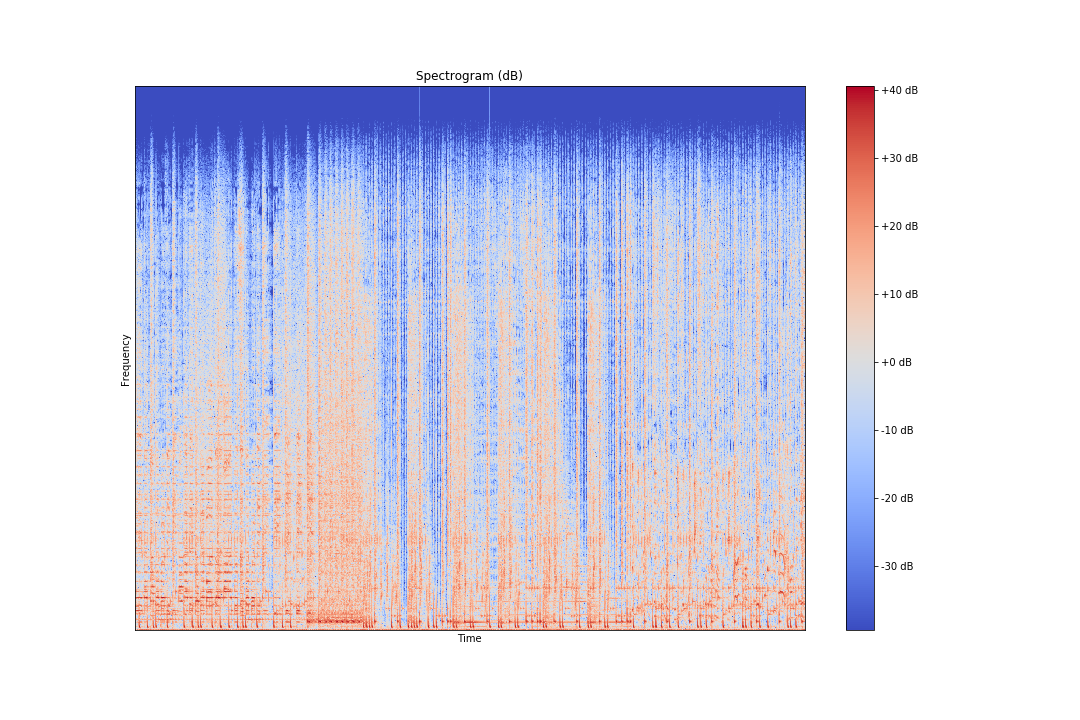 Spectrogram (dB)
Frequency
Time
+40 dB
+30 dB
+20 dB
+10 dB
+0 dB
-10 dB
-20 dB
-30 dB